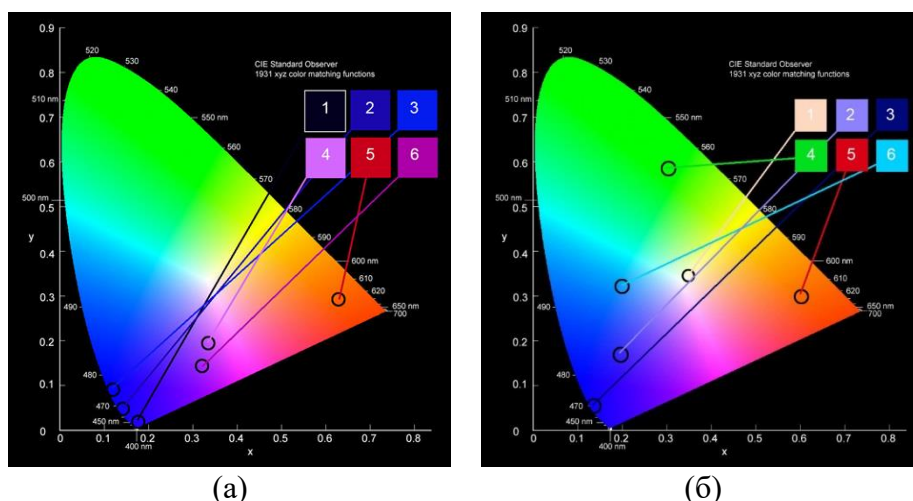 0.9
520
530
0.8
CIE Standard Observer
1931 xyz color matching functions
510 nm
0.7
550 nm
1 2 3
560
0.6
4 5 6
570
500 nm
0.5
580
y
590
0.4
600 nm
610
620
0.3
490
650 nm
700
0.2
480
0.1
470
450 nm
0
0 0.1 0.2 0.3 0.4 0.5 0.6 0.7 0.8
400 nm
x
(а)
0.9
520
530
0.8
CIE Standard Observer
1931 xyz color matching functions
510 nm
0.7
550 nm
1 2 3
560
0.6
4 5 6
570
500 nm
0.5
580
y
590
0.4
600 nm
610
620
0.3
490
650 nm
700
0.2
480
0.1
470
450 nm
0
0 0.1 0.2 0.3 0.4 0.5 0.6 0.7 0.8
400 nm
x
(б)